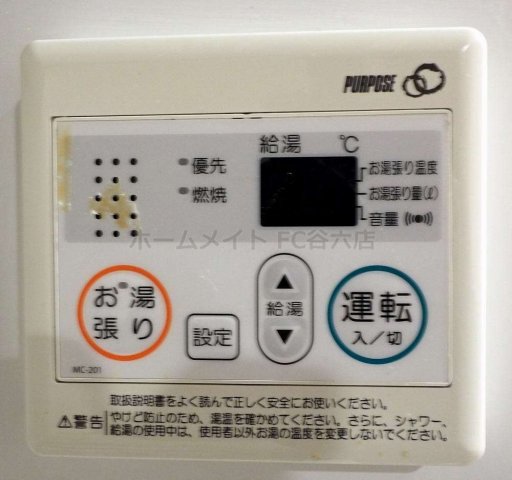 PURPOSE
給湯 ℃
優先
燃焼
お湯張り温度
お湯張り量(ℓ)
音量
ホームメイト FC谷六店
お湯
張り
設定
給湯
運転
入／切
MC-201
取扱説明書をよく読んで正しく安全にお使いください。
警告
やけど防止のため、湯温を確かめてください。さらに、シャワー、
給湯の使用中は、使用者以外お湯の温度を変更しないでください。